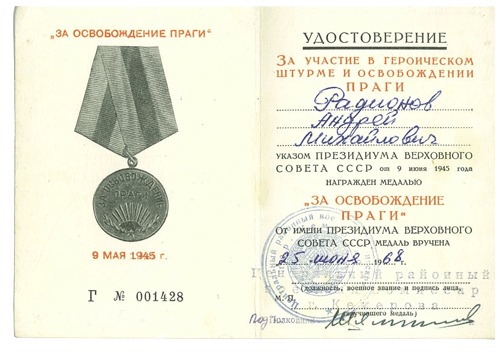 „ЗА ОСВОБОЖДЕНИЕ ПРАГИ"
ЗА ОСВОБОЖДЕНИЕ
ПРАГИ
9 МАЯ 1945 г.
Г № 001428
УДОСТОВЕРЕНИЕ
ЗА УЧАСТИЕ В ГЕРОИЧЕСКОМ
ШТУРМЕ И ОСВОБОЖДЕНИИ
ПРАГИ
Радионов
Андрей
Михайлович
УКАЗОМ ПРЕЗИДИУМА ВЕРХОВНОГО
СОВЕТА СССР от 9 июня 1945 года
НАГРАЖДЕН МЕДАЛЬЮ
„ЗА ОСВОБОЖДЕНИЕ
ПРАГИ"
ОТ ИМЕНИ ПРЕЗИДИУМА ВЕРХОВНОГО
СОВЕТА СССР МЕДАЛЬ ВРУЧЕНА
25 июня 1968 г.
районный
(должность, военное звание и подпись лица,
М. П.
г. Кемерова
Подполковник
вручившего медаль)